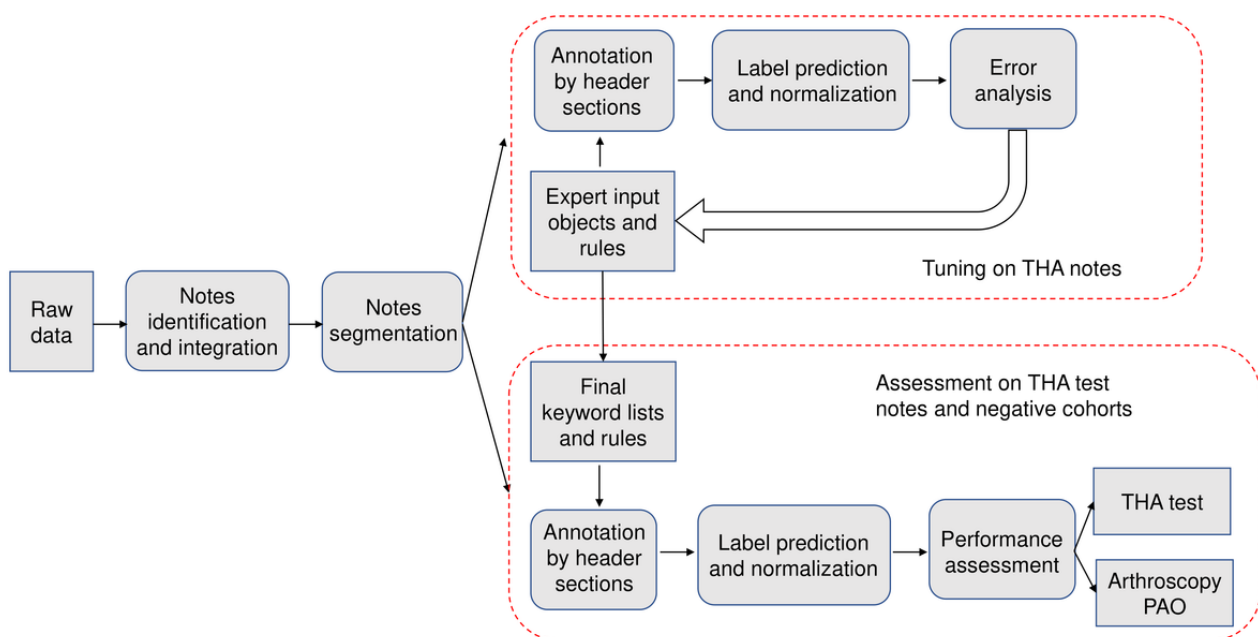 Raw
data
Notes
identification
and integration
Notes
segmentation
Annotation
by header
sections
Label prediction
and normalization
Error
analysis
Expert input
objects and
rules
Tuning on THA notes
Final
keyword lists
and rules
Assessment on THA test
notes and negative cohorts
Annotation
by header
sections
Label prediction
and normalization
Performance
assessment
THA test
Arthroscopy
PAO